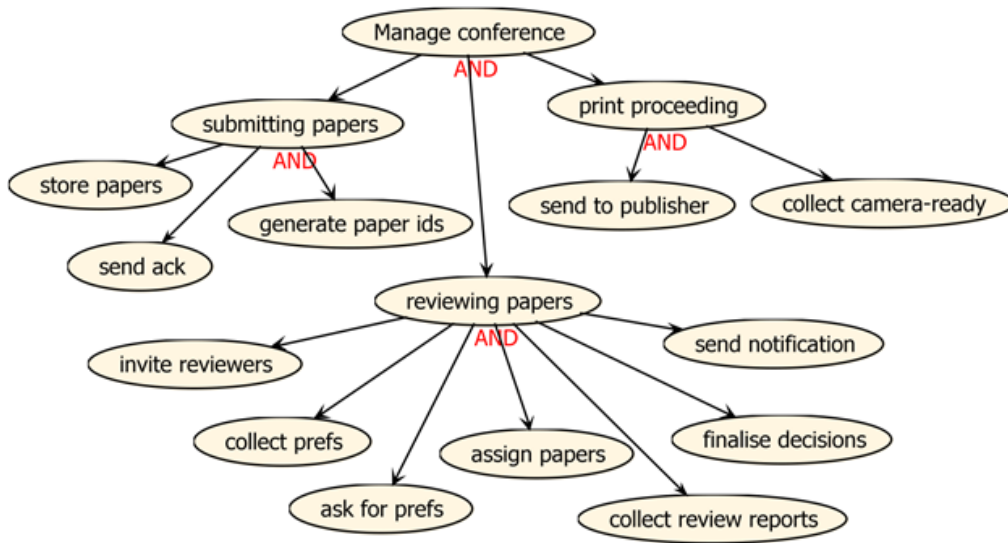 Manage conference
AND
print proceeding
submitting papers
AND
AND
store papers
send to publisher
collect camera-ready
generate paper ids
send ack
reviewing papers
AND
send notification
invite reviewers
collect prefs
assign papers
finalise decisions
ask for prefs
collect review reports